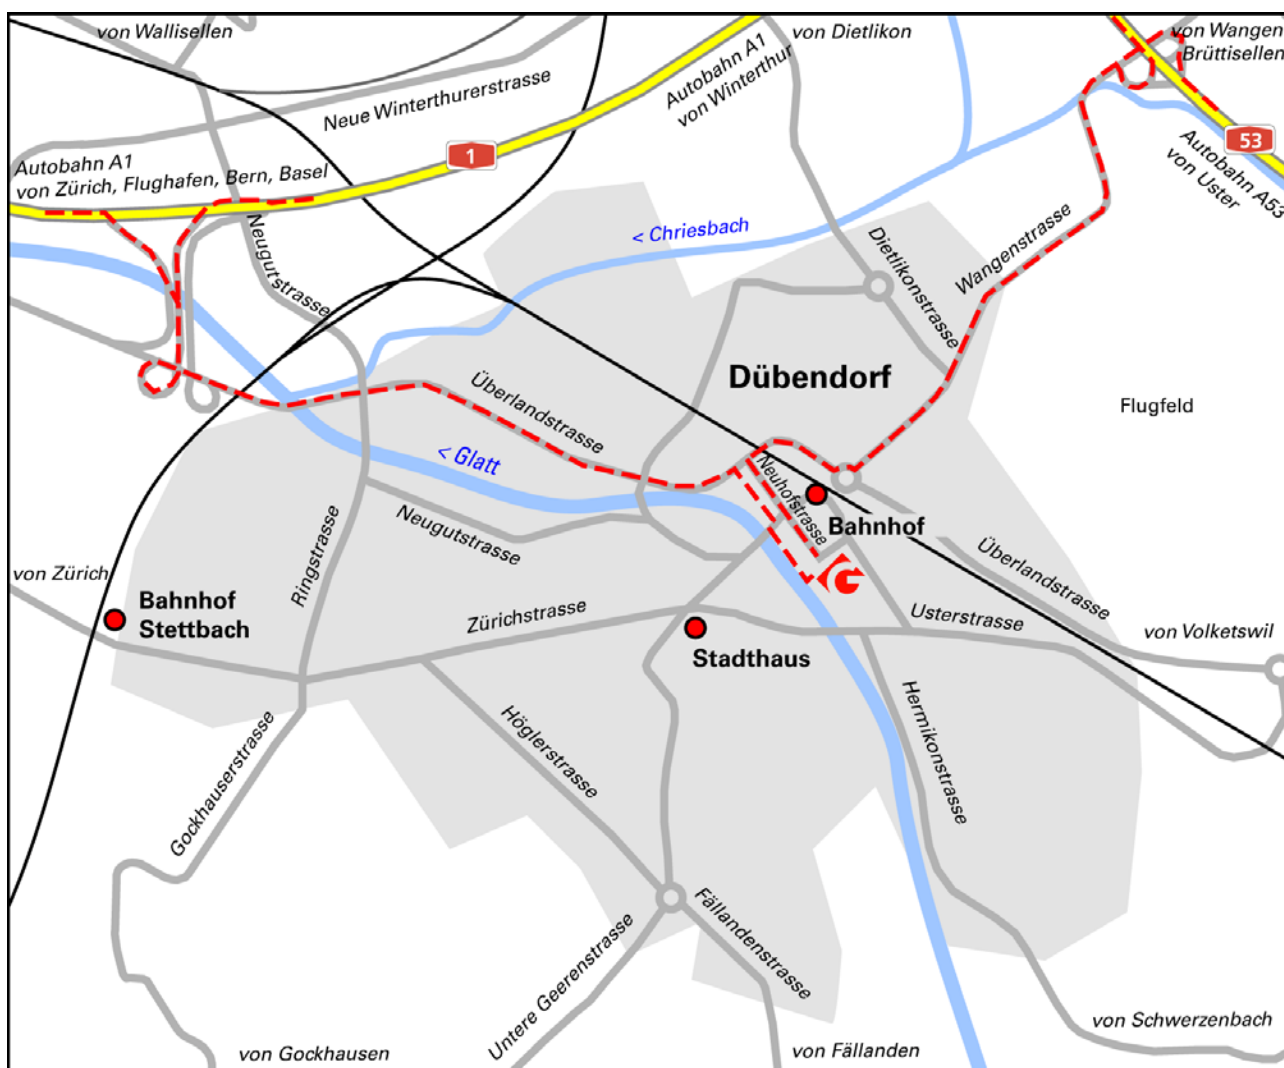 von Wallisellen
von Dietlikon
von Wangen
Brüttisellen
Neue Winterthurerstrasse
Autobahn A1
von Winterthur
1
53
Autobahn A1
von Zürich, Flughafen, Bern, Basel
Autobahn A53
von Uster
Neugutstrasse
< Chriesbach
Dietlikonstrasse
Wangenstrasse
Dübendorf
Flugfeld
Überlandstrasse
< Glatt
Neuhofstrasse
Bahnhof
Neugutstrasse
Ringstrasse
Überlandstrasse
von Zürich
Bahnhof
Stettbach
Zürichstrasse
Usterstrasse
von Volketswil
Stadthaus
Hermikonstrasse
Höglerstrasse
Gockhauserstrasse
Fällandenstrasse
Untere Geerenstrasse
von Gockhausen
von Fällanden
von Schwerzenbach